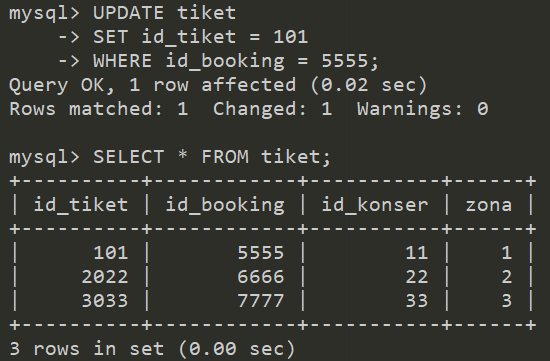 mysql> UPDATE tiket
    -> SET id_tiket = 101
    -> WHERE id_booking = 5555;
Query OK, 1 row affected (0.02 sec)
Rows matched: 1  Changed: 1  Warnings: 0

mysql> SELECT * FROM tiket;
+----------+------------+-----------+------+
| id_tiket | id_booking | id_konser | zona |
+----------+------------+-----------+------+
|      101 |       5555 |        11 |    1 |
|     2022 |       6666 |        22 |    2 |
|     3033 |       7777 |        33 |    3 |
+----------+------------+-----------+------+
3 rows in set (0.00 sec)